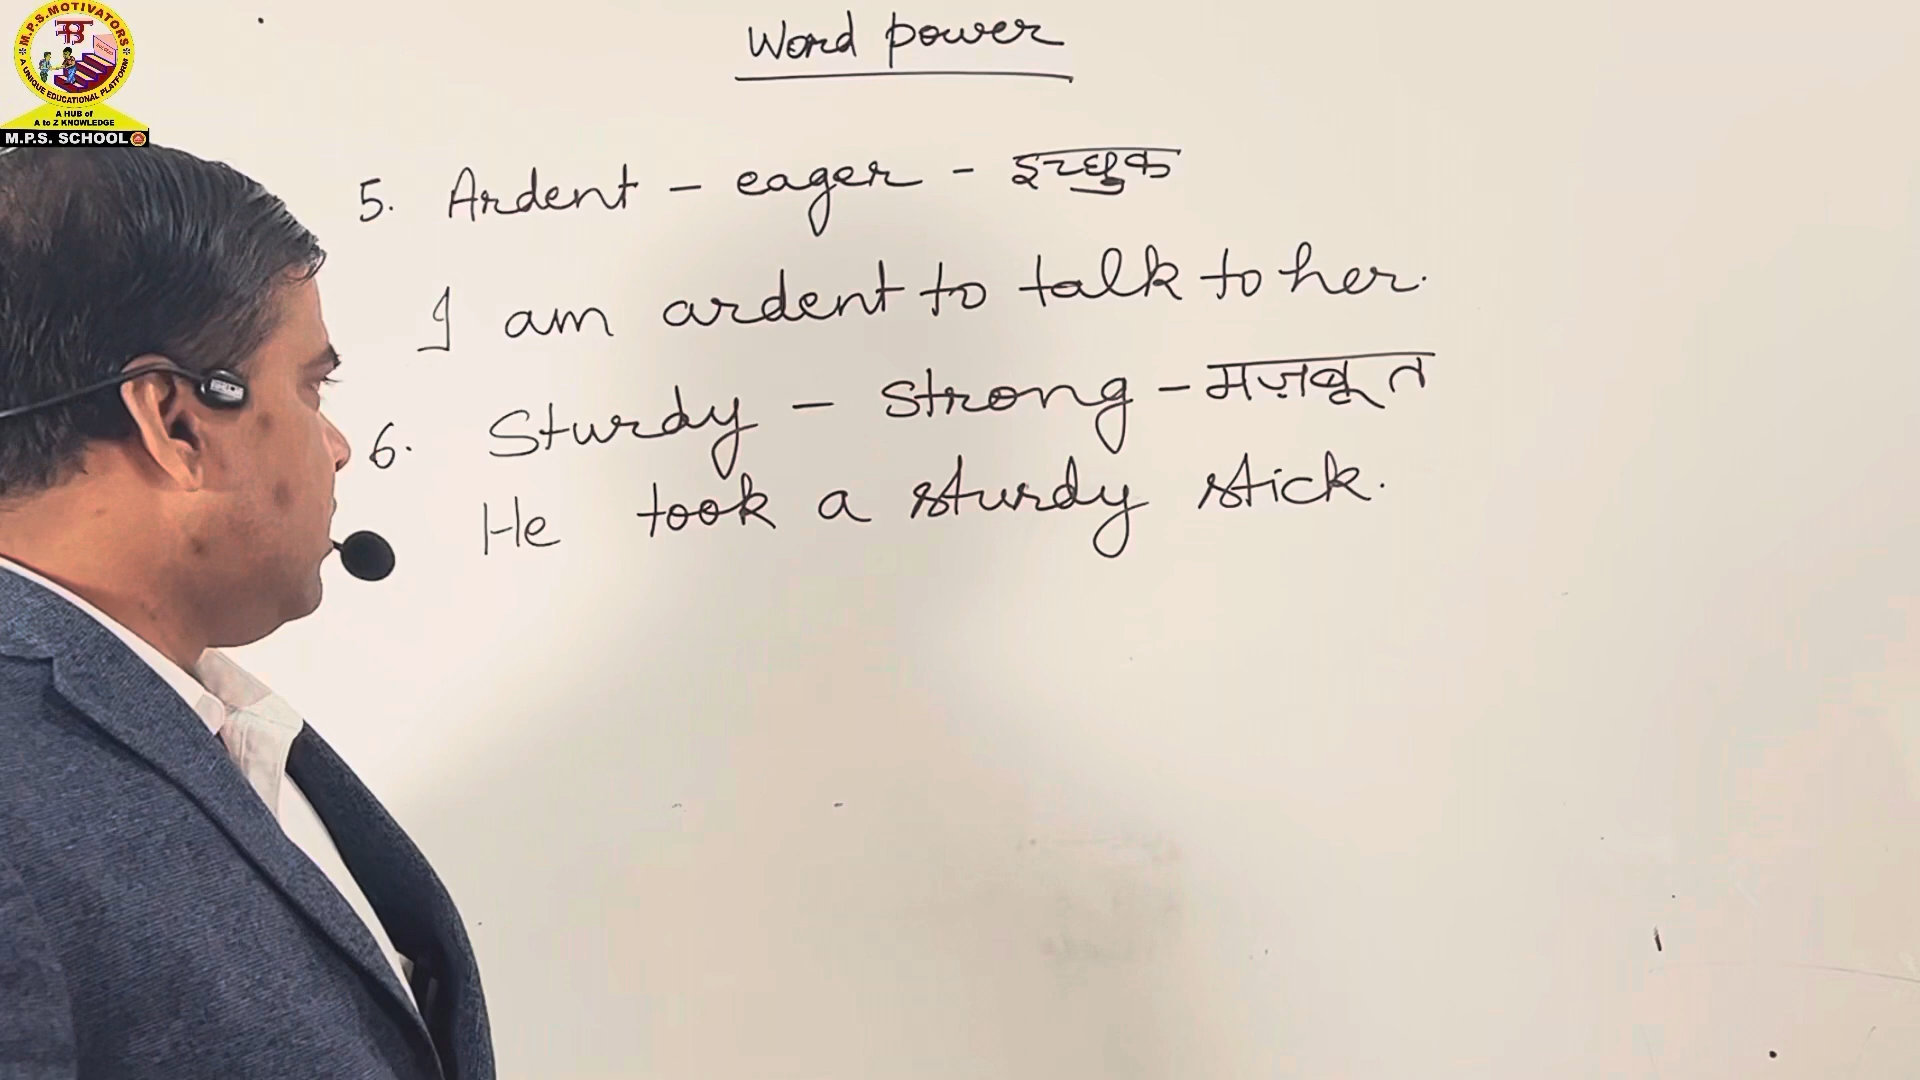 M.P.S.MOTIVATORS
A UNIQUE EDUCATIONAL PLATFORM
A HUB of
A to Z KNOWLEDGE
M.P.S. SCHOOL
Word power
5. Ardent - eager - इच्छुक
I am ardent to talk to her.
6. Sturdy - strong - मज़बूत
He took a sturdy stick.